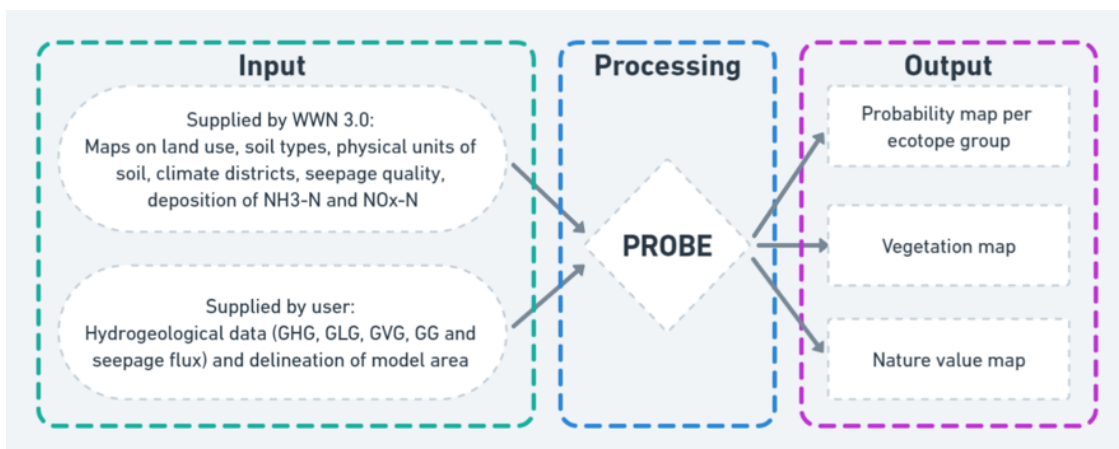 Input
Supplied by WWN 3.0:
Maps on land use, soil types, physical units of
soil, climate districts, seepage quality,
deposition of NH3-N and NOx-N
Supplied by user:
Hydrogeological data (GHG, GLG, GVG, GG and
seepage flux) and delineation of model area
Processing
PROBE
Output
Probability map per
ecotope group
Vegetation map
Nature value map